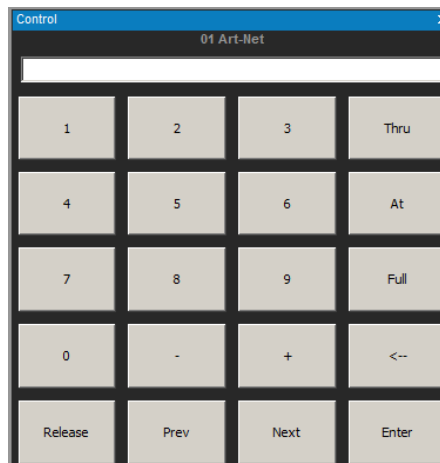 Control
01 Art-Net
1 2 3 Thru
4 5 6 At
7 8 9 Full
0 - + <--
Release Prev Next Enter